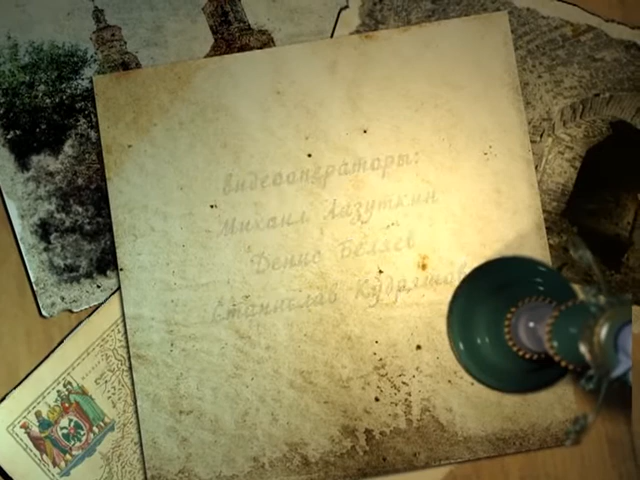 видеооператоры:
Михаил Лазуткин
Денис Беляев
Станислав Кудряшов